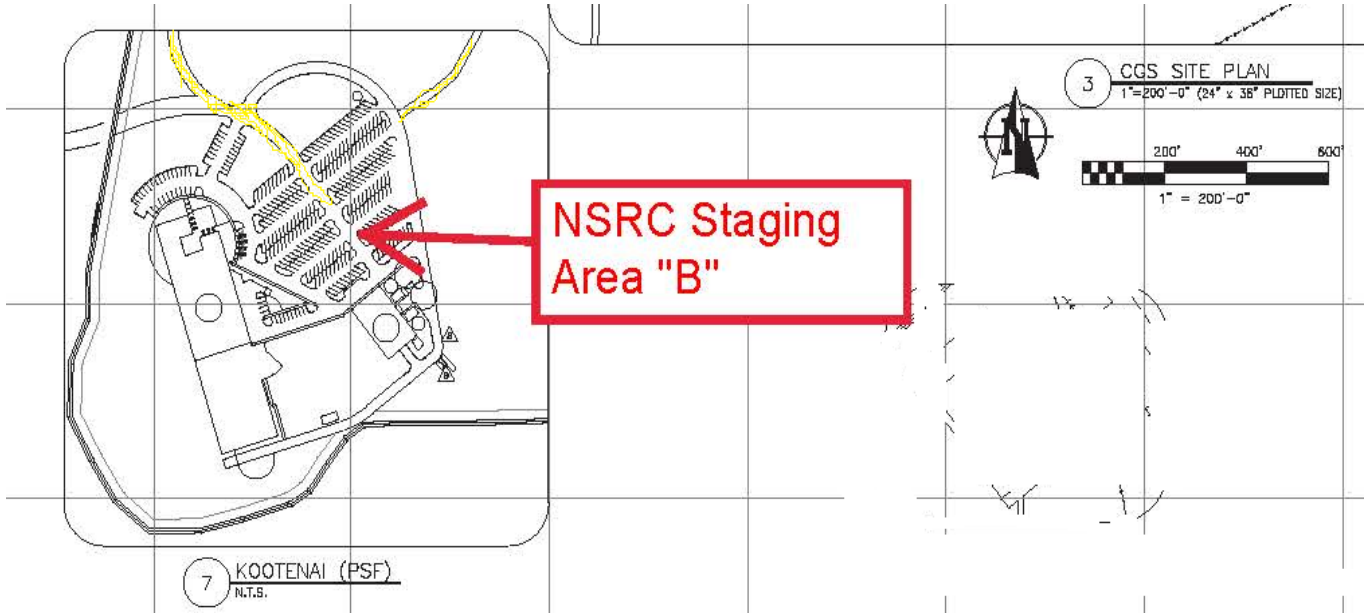 3
CGS SITE PLAN
1"=200'-0" (24" x 36" PLOTTED SIZE)
N
200' 400' 600'
1" = 200'-0"
NSRC Staging
Area "B"
7
KOOTENAI (PSF)
N.T.S.